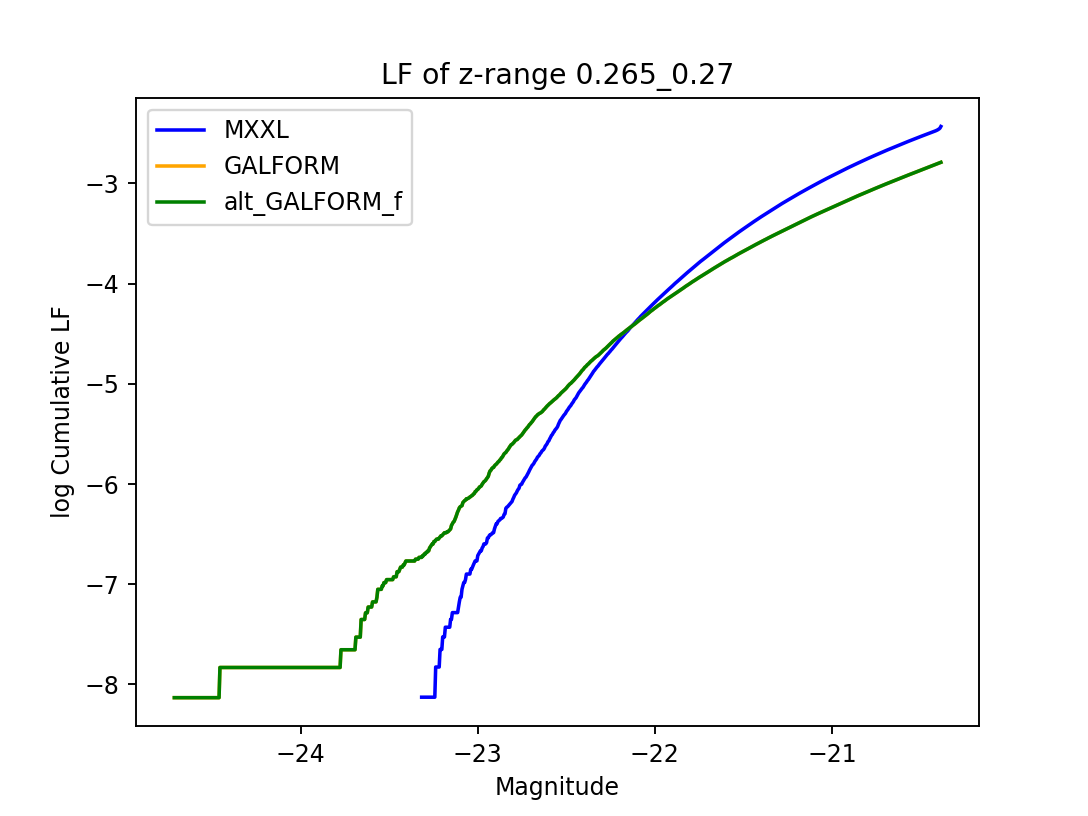 LF of z-range 0.265_0.27
MXXL
GALFORM
alt_GALFORM_f
log Cumulative LF
−3
−4
−5
−6
−7
−8
−24
−23
−22
−21
Magnitude